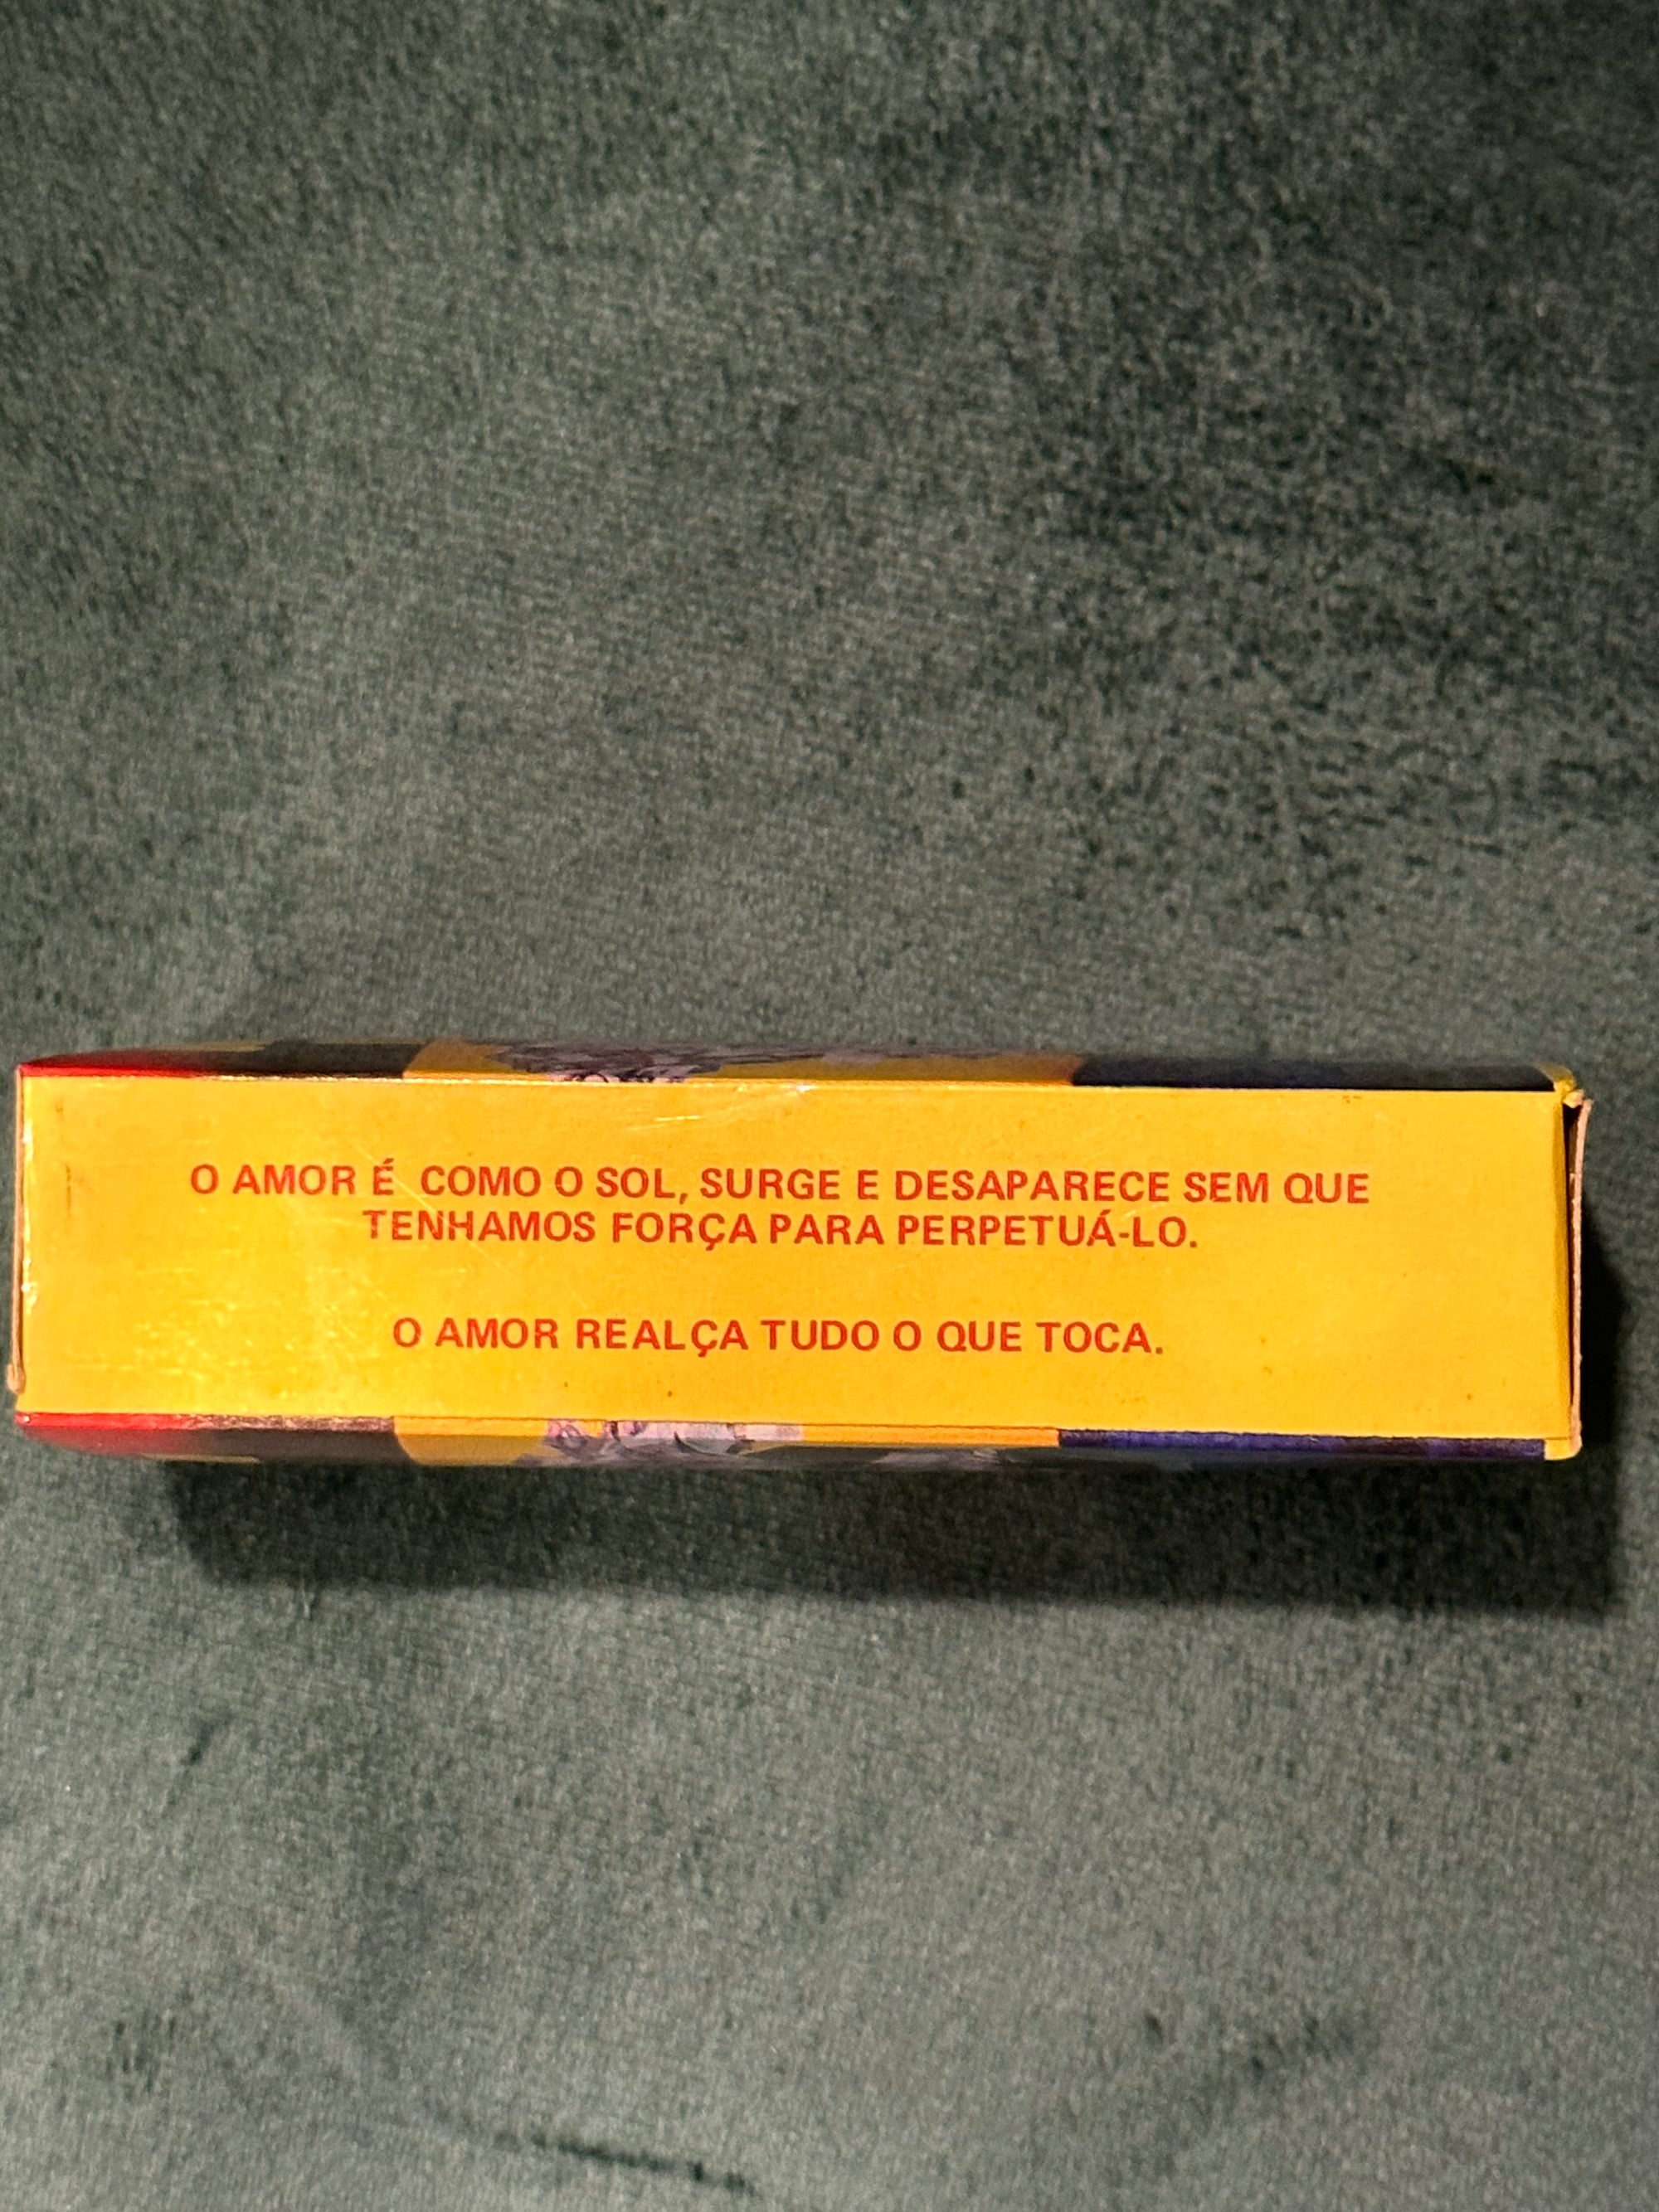 O AMOR É COMO O SOL, SURGE E DESAPARECE SEM QUE
TENHAMOS FORÇA PARA PERPETUÁ-LO.
O AMOR REALÇA TUDO O QUE TOCA.